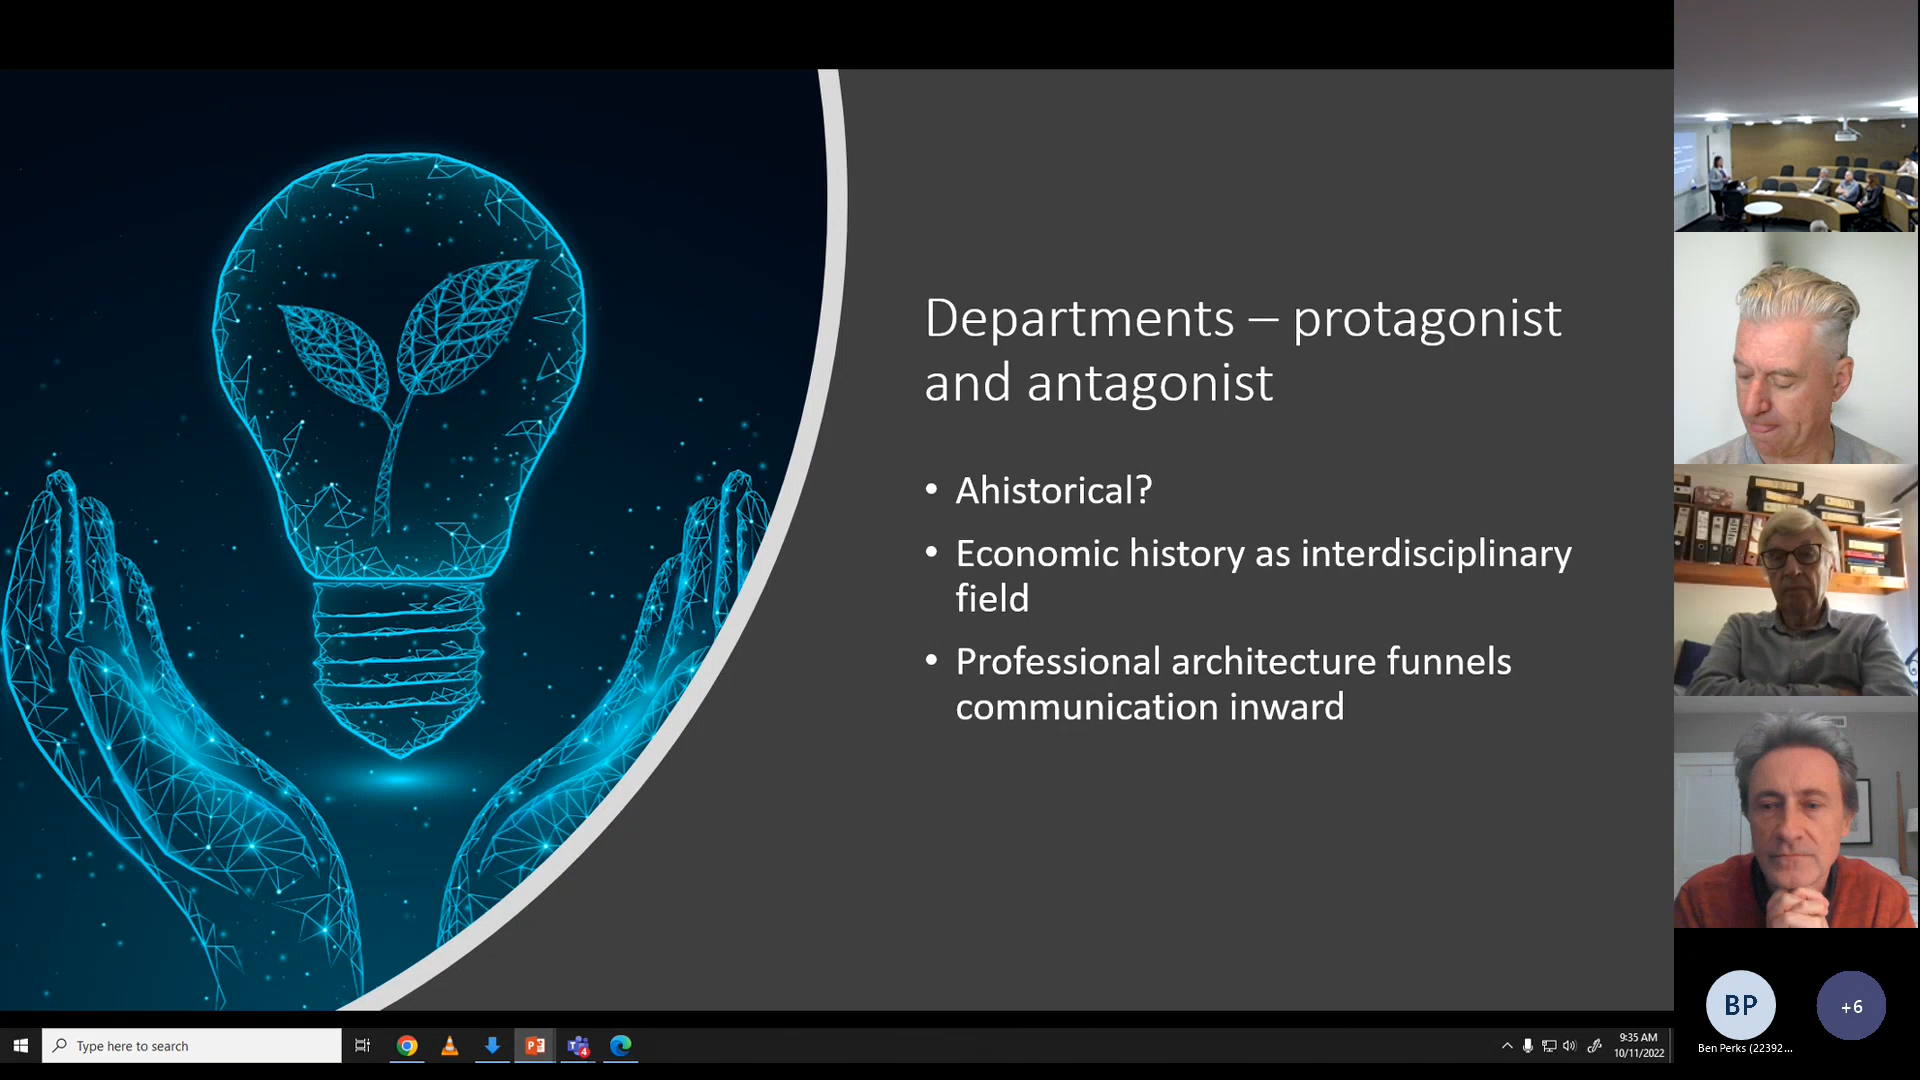 Departments – protagonist
and antagonist
• Ahistorical?
• Economic history as interdisciplinary
field
• Professional architecture funnels
communication inward
BP
+6
Ben Perks (22392...
Type here to search
4
9:35 AM
10/11/2022